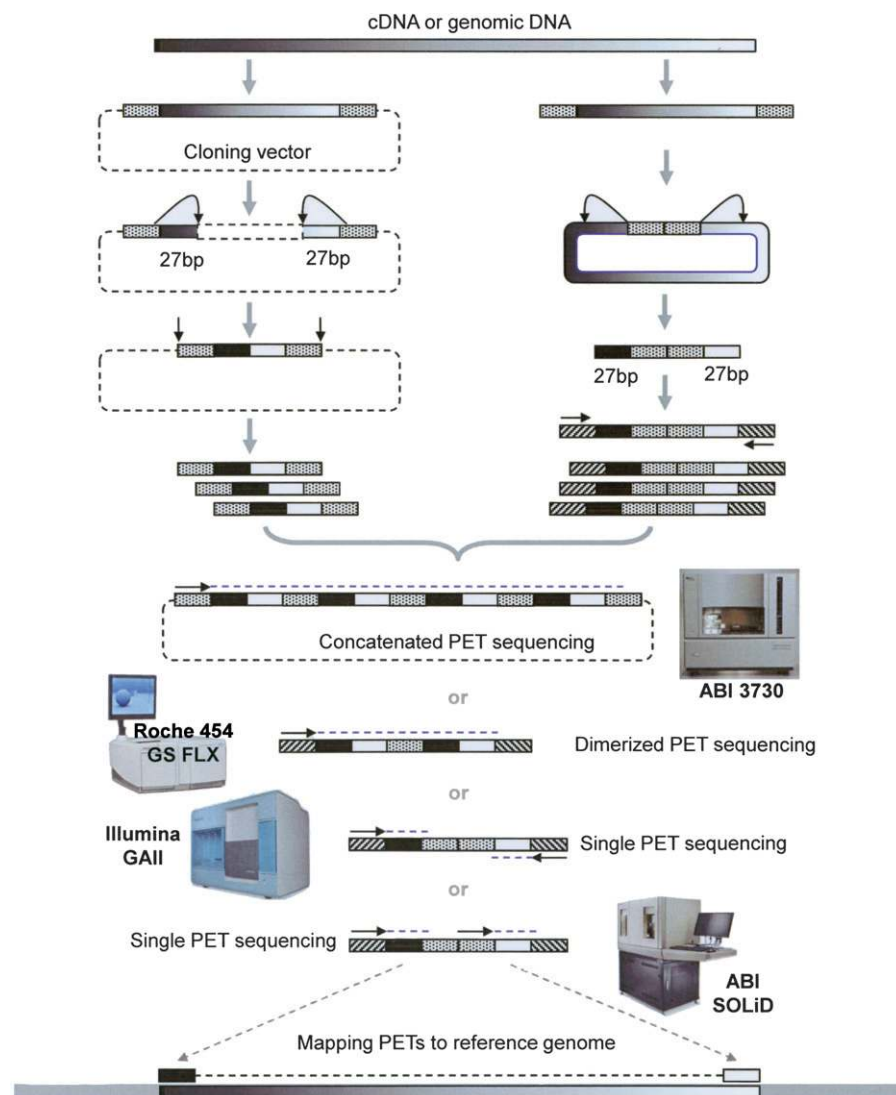 cDNA or genomic DNA
Cloning vector
27bp 27bp
27bp 27bp
Concatenated PET sequencing
ABI 3730
or
Roche 454
GS FLX
Dimerized PET sequencing
or
Illumina
GAII
Single PET sequencing
or
Single PET sequencing
ABI
SOLiD
Mapping PETs to reference genome